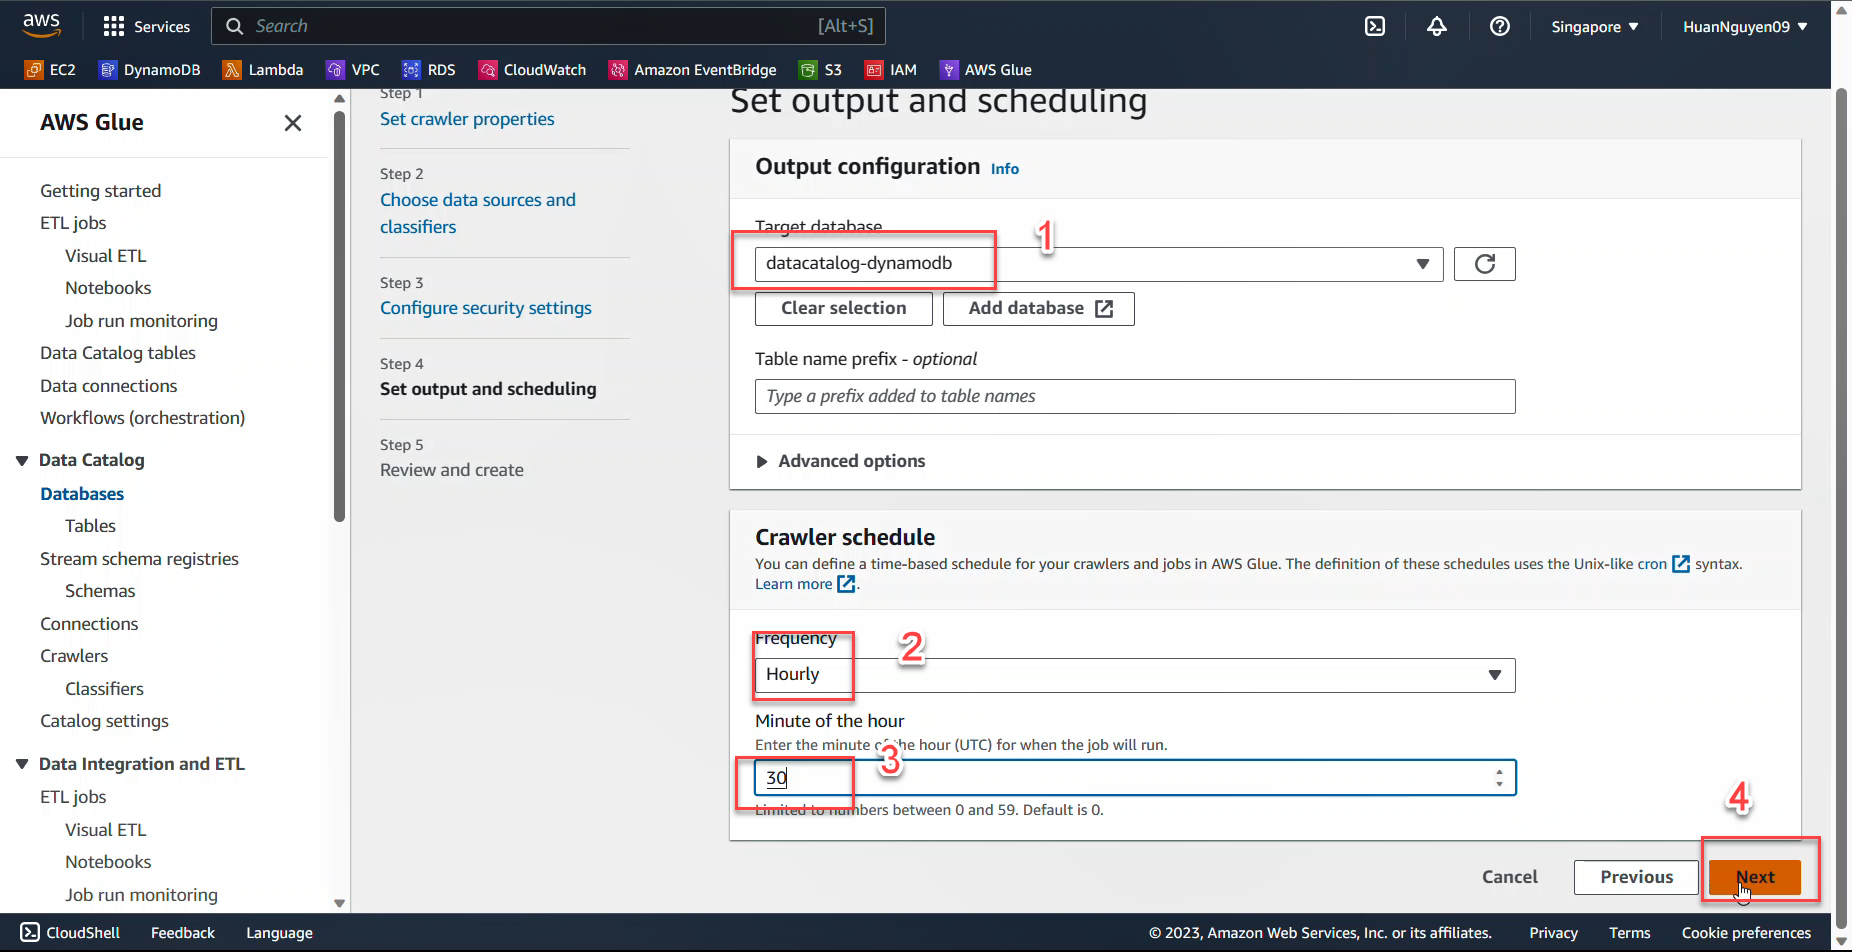 aws
Services
Search
[Alt+S]
Singapore
HuanNguyen09
EC2
DynamoDB
Lambda
VPC
RDS
CloudWatch
Amazon EventBridge
S3
IAM
AWS Glue
AWS Glue
Getting started
ETL jobs
Visual ETL
Notebooks
Job run monitoring
Data Catalog tables
Data connections
Workflows (orchestration)
Data Catalog
Databases
Tables
Stream schema registries
Schemas
Connections
Crawlers
Classifiers
Catalog settings
Data Integration and ETL
ETL jobs
Visual ETL
Notebooks
Job run monitoring
Step 1
Set crawler properties
Step 2
Choose data sources and
classifiers
Step 3
Configure security settings
Step 4
Set output and scheduling
Step 5
Review and create
Set output and scheduling
Output configuration Info
Target database
1
datacatalog-dynamodb
Clear selection
Add database
Table name prefix - optional
Type a prefix added to table names
Advanced options
Crawler schedule
You can define a time-based schedule for your crawlers and jobs in AWS Glue. The definition of these schedules uses the Unix-like cron syntax.
Learn more .
Frequency
2
Hourly
Minute of the hour
Enter the minute of the hour (UTC) for when the job will run.
3
30
Limited to numbers between 0 and 59. Default is 0.
4
Cancel
Previous
Next
CloudShell
Feedback
Language
© 2023, Amazon Web Services, Inc. or its affiliates.
Privacy
Terms
Cookie preferences